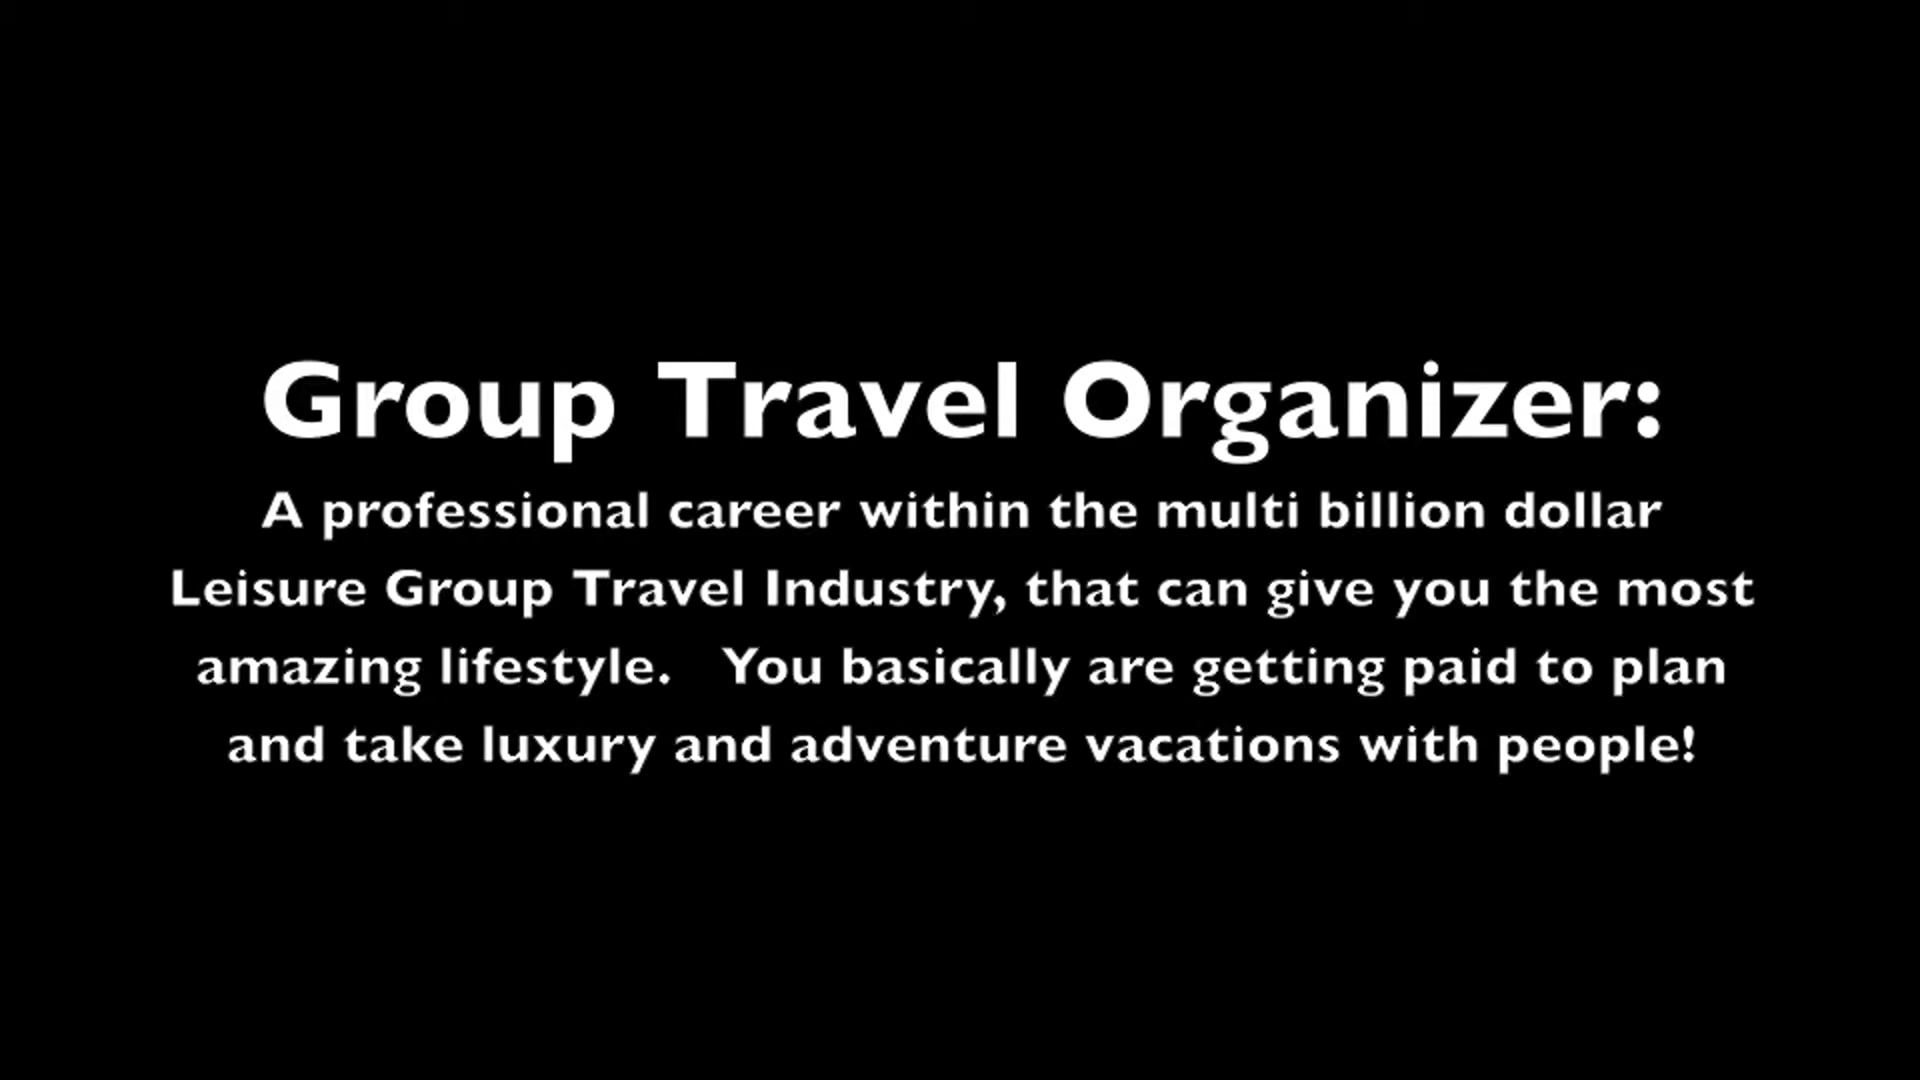 Group Travel Organizer:
A professional career within the multi billion dollar
Leisure Group Travel Industry, that can give you the most
amazing lifestyle.   You basically are getting paid to plan
and take luxury and adventure vacations with people!